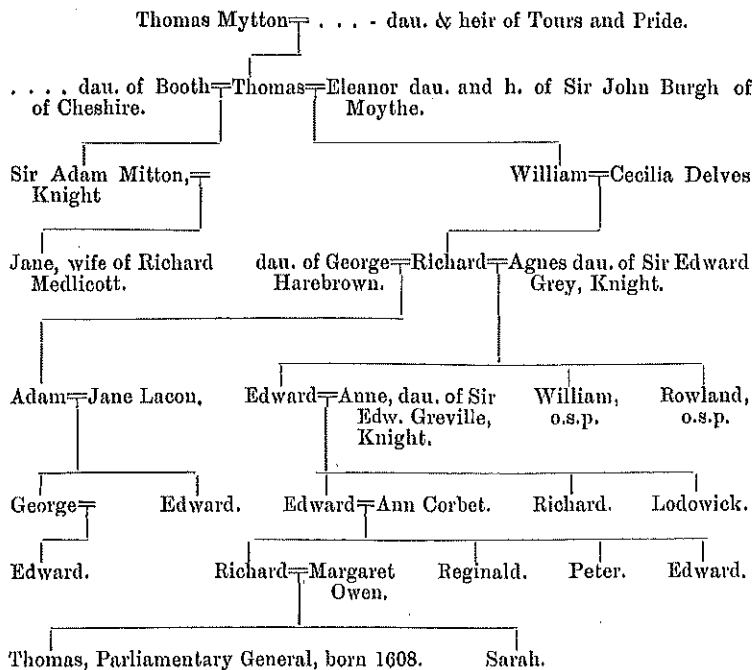 Thomas Mytton . . . . - dau. & heir of Tours and Pride.
. . . . dau. of Booth Thomas Eleanor dau. and h. of Sir John Burgh of
of Cheshire. Moythe.
Sir Adam Mitton, William Cecilia Delves
Knight
Jane, wife of Richard dau. of George Richard Agnes dau. of Sir Edward
Medlicott. Harebrown. Grey, Knight.
Adam Jane Lacon. Edward Anne, dau. of Sir William, Rowland,
Edw. Greville, o.s.p. o.s.p.
Knight.
George Edward. Edward Ann Corbet. Richard. Lodowick.
Edward. Richard Margaret Reginald. Peter. Edward.
Owen.
Thomas, Parliamentary General, born 1608. Sarah.